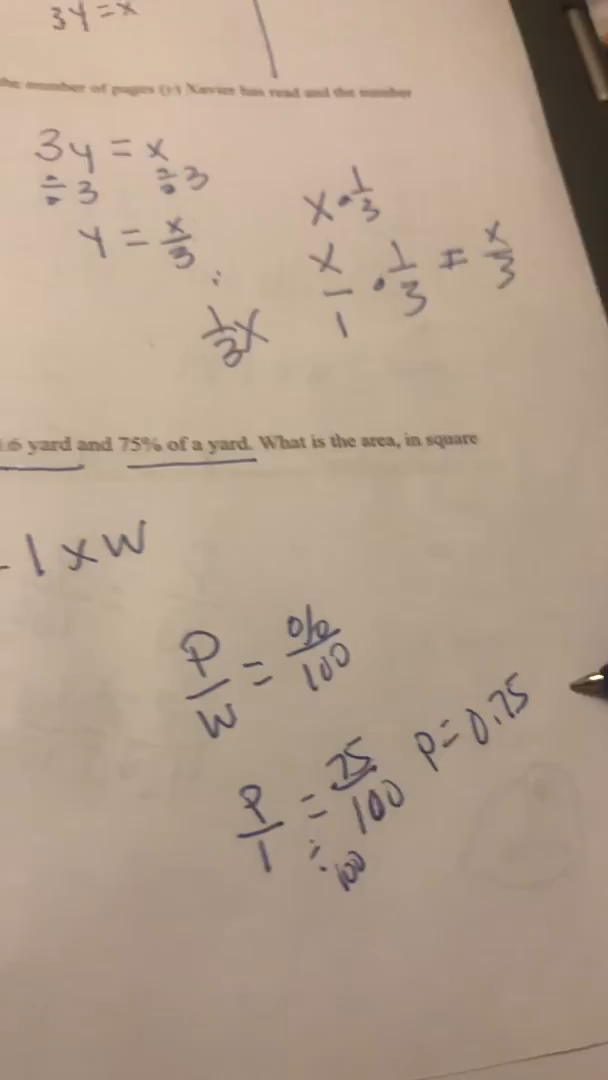 3y = x
the number of pages (y) Xavier has read and the number
3y = x
÷3 ÷3
y = x/3
1/3x
x · 1/3
x/1 · 1/3 = x/3
.6 yard and 75% of a yard. What is the area, in square
l x w
P/W = %/100
P/1 = 75/100 P = 0.75
÷100